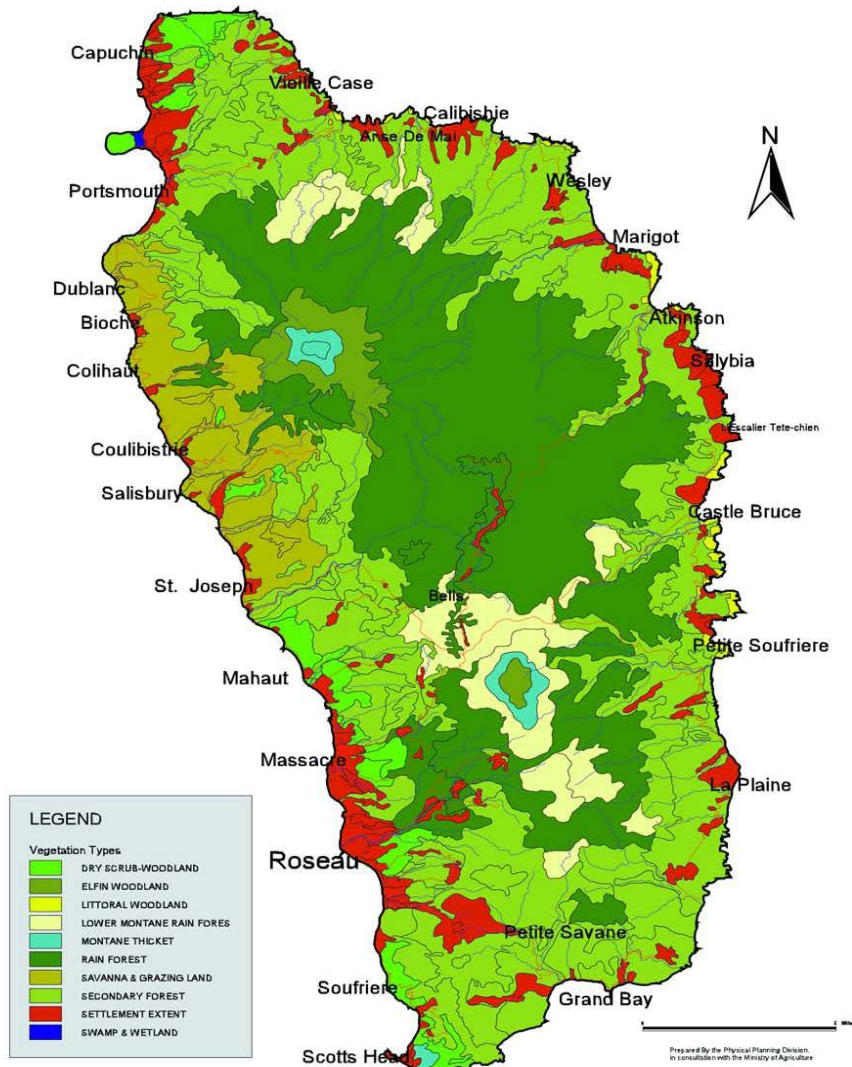 Capuchin
Vieille Case
Calibishie
Anse De Mai
N
Portsmouth
Wesley
Marigot
Dublanc
Bioche
Atkinson
Colihaut
Salybia
L'Escalier Tete-chien
Coulibistrie
Salisbury
Castle Bruce
St. Joseph
Bells
Petite Soufriere
Mahaut
Massacre
La Plaine
Roseau
Petite Savane
Soufriere
Grand Bay
Scotts Head
LEGEND
Vegetation Types
DRY SCRUB-WOODLAND
ELFIN WOODLAND
LITTORAL WOODLAND
LOWER MONTANE RAIN FORES
MONTANE THICKET
RAIN FOREST
SAVANNA & GRAZING LAND
SECONDARY FOREST
SETTLEMENT EXTENT
SWAMP & WETLAND
Prepared By the Physical Planning Division,
in consultation with the Ministry of Agriculture